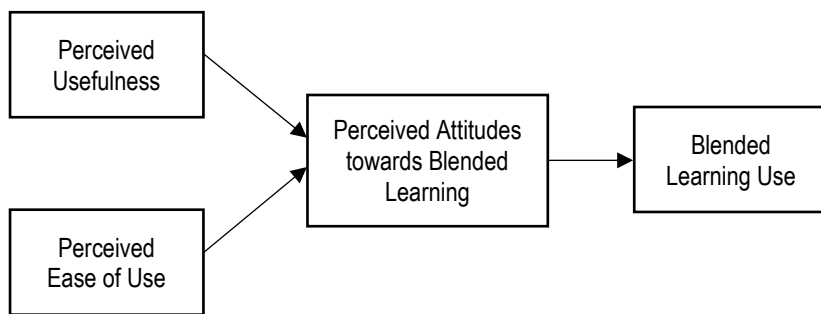 Perceived
Usefulness
Perceived Attitudes
towards Blended
Learning
Blended
Learning Use
Perceived
Ease of Use